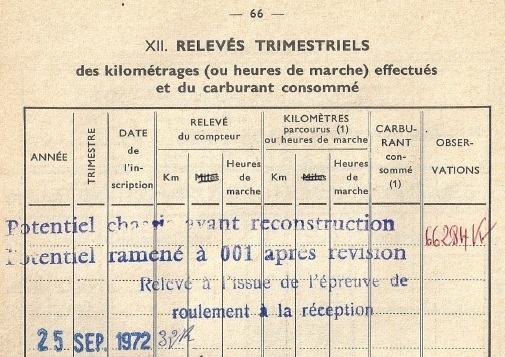 — 66 —
XII. RELEVÉS TRIMESTRIELS
des kilométrages (ou heures de marche) effectués
et du carburant consommé
ANNÉE
TRIMESTRE
DATE de l'inscription
RELEVÉ du compteur
Km
Miles
Heures de marche
KILOMÈTRES parcourus (1) ou heures de marche
Km
Miles
Heures de marche
CARBURANT consommé (1)
OBSERVATIONS
Potentiel chassis avant reconstruction
Potentiel ramené à 001 après révision
Relevé à l'issue de l'épreuve de
roulement à la réception
25 SEP. 1972